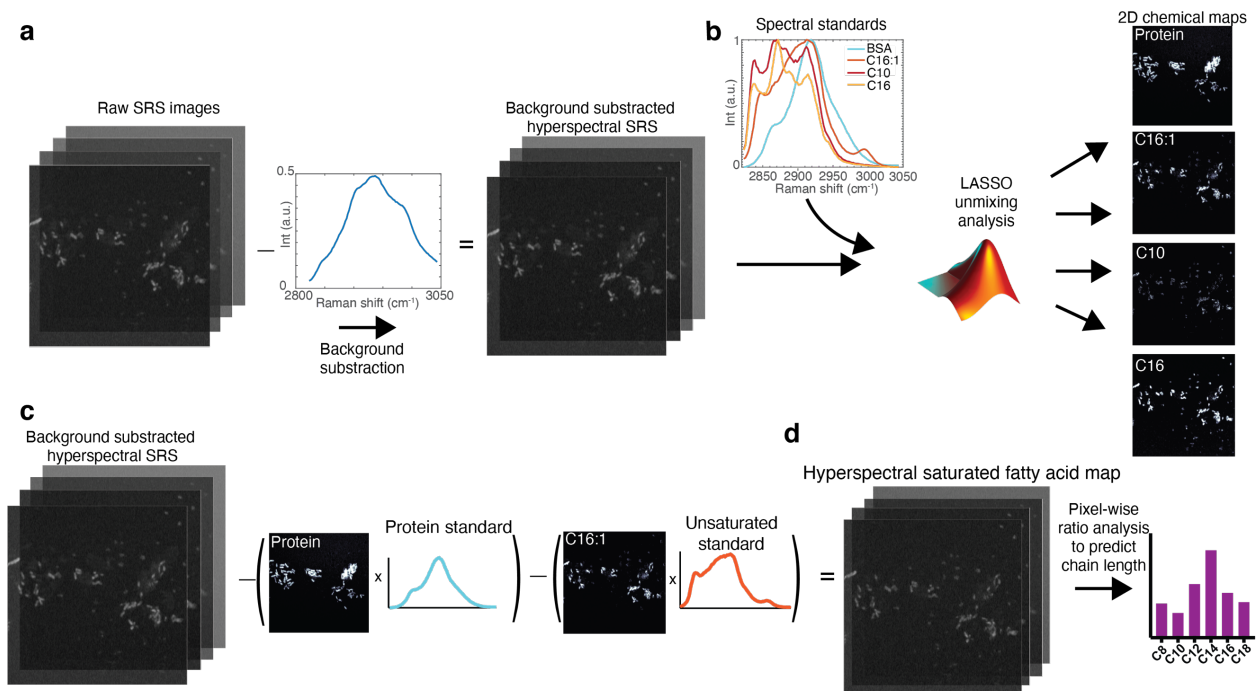 a
Raw SRS images
0.5
Int (a.u.)
0
2800
3050
Raman shift (cm⁻¹)
Background
substraction
=
Background substracted
hyperspectral SRS
b
Spectral standards
1
Int (a.u.)
0
BSA
C16:1
C10
C16
2850 2900 2950 3000 3050
Raman shift (cm⁻¹)
LASSO
unmixing
analysis
2D chemical maps
Protein
C16:1
C10
C16
c
Background substracted
hyperspectral SRS
—
(
Protein
x
Protein standard
)
—
(
C16:1
x
Unsaturated
standard
)
=
d
Hyperspectral saturated fatty acid map
Pixel-wise
ratio analysis
to predict
chain length
C8
C10
C12
C14
C16
C18